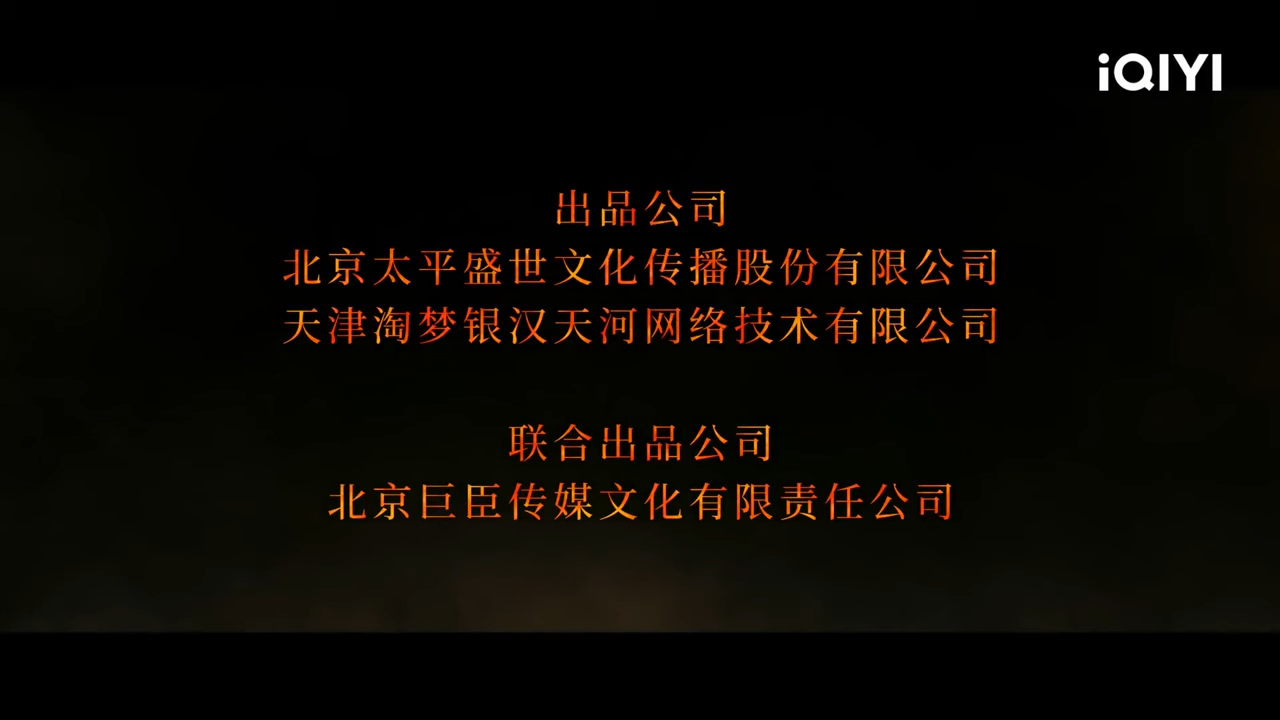 iQIYI
出品公司
北京太平盛世文化传播股份有限公司
天津淘梦银汉天河网络技术有限公司
联合出品公司
北京巨臣传媒文化有限责任公司